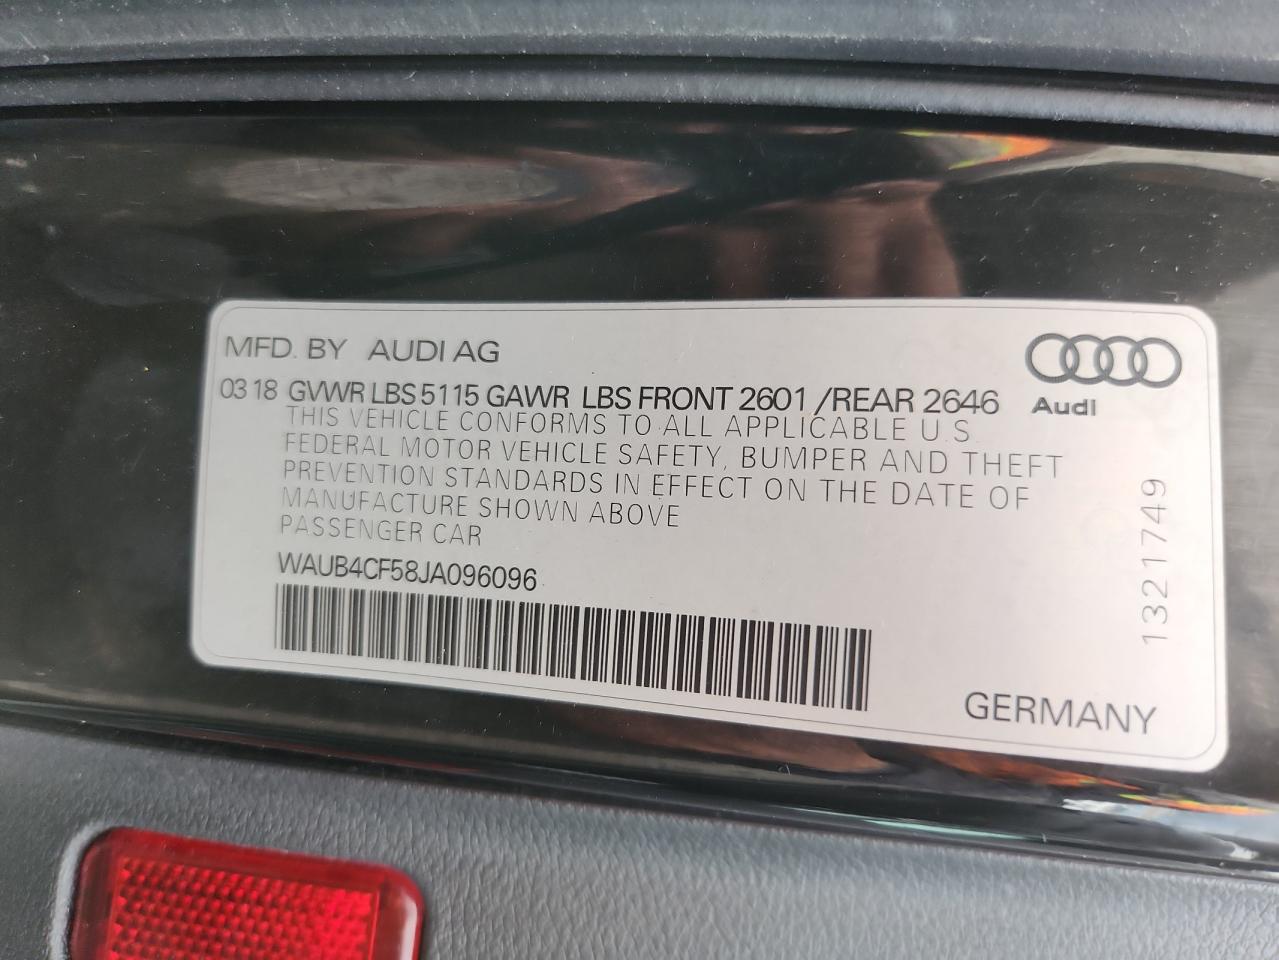 MFD. BY AUDI AG
03 18 GVWR LBS 5115 GAWR LBS FRONT 2601 /REAR 2646
THIS VEHICLE CONFORMS TO ALL APPLICABLE U.S.
FEDERAL MOTOR VEHICLE SAFETY, BUMPER AND THEFT
PREVENTION STANDARDS IN EFFECT ON THE DATE OF
MANUFACTURE SHOWN ABOVE
PASSENGER CAR
WAUB4CF58JA096096
Audi
1321749
GERMANY